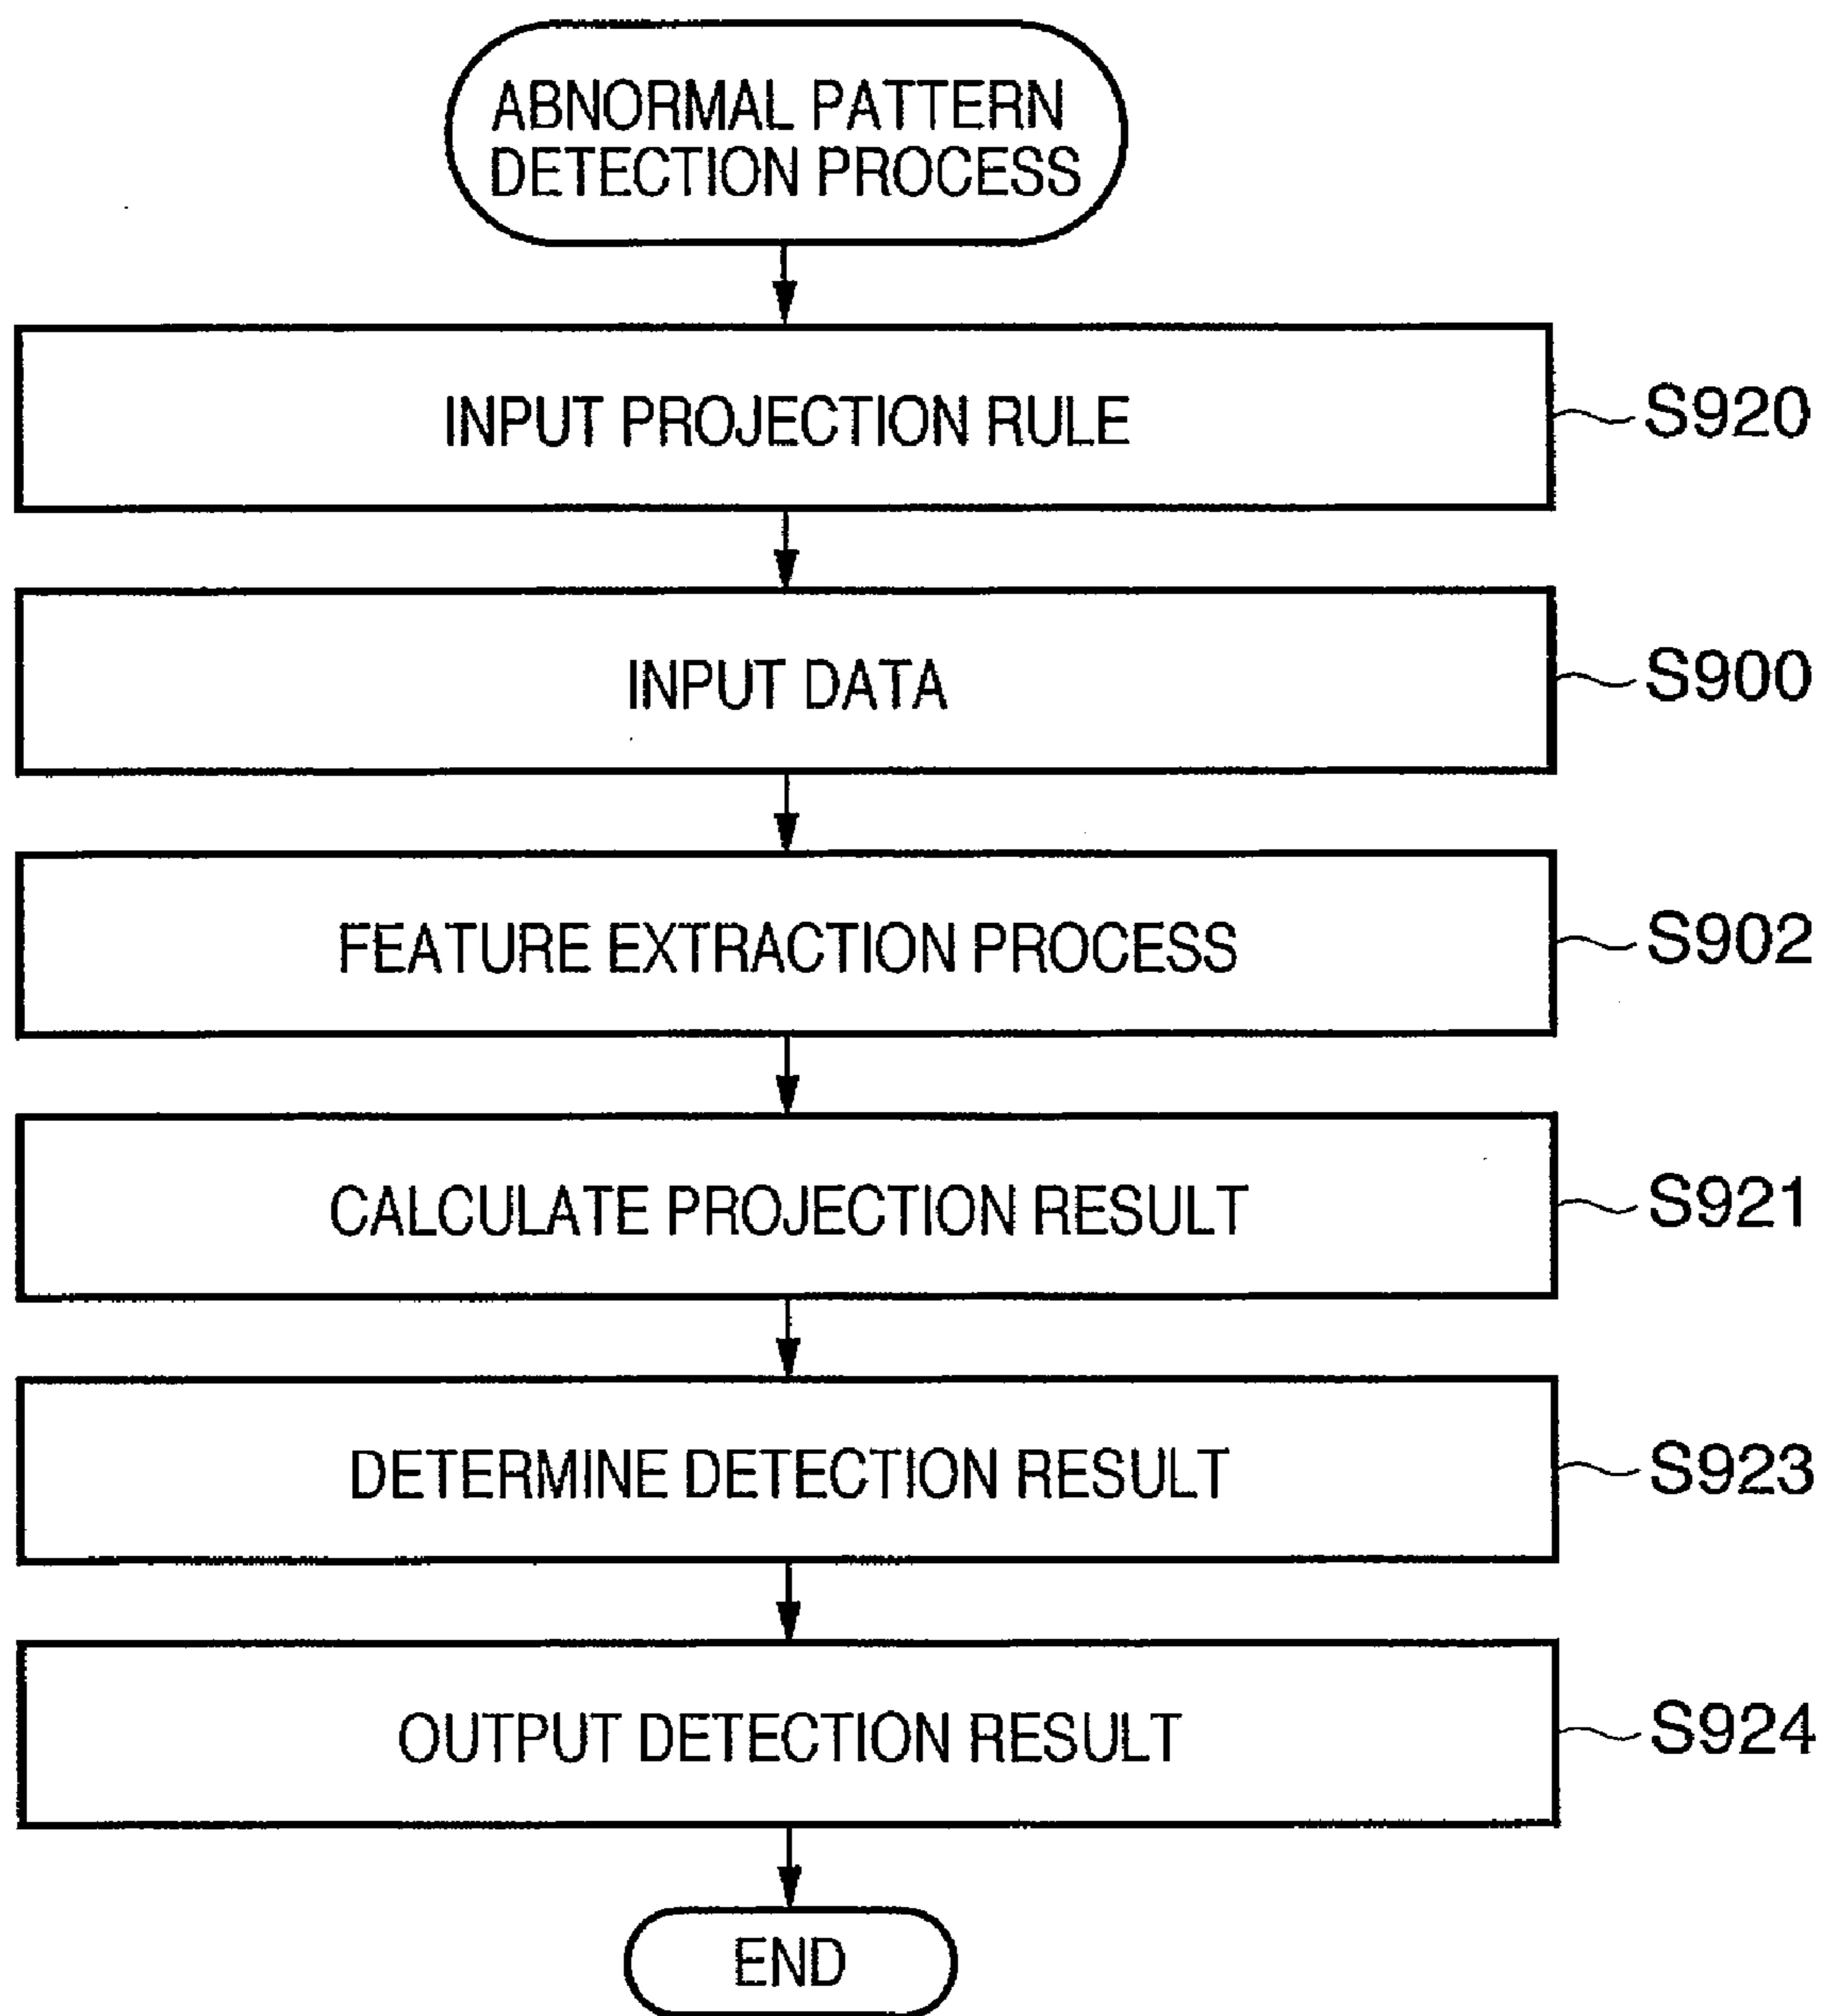 ABNORMAL PATTERN
DETECTION PROCESS
INPUT PROJECTION RULE
S920
INPUT DATA
S900
FEATURE EXTRACTION PROCESS
S902
CALCULATE PROJECTION RESULT
S921
DETERMINE DETECTION RESULT
S923
OUTPUT DETECTION RESULT
S924
END